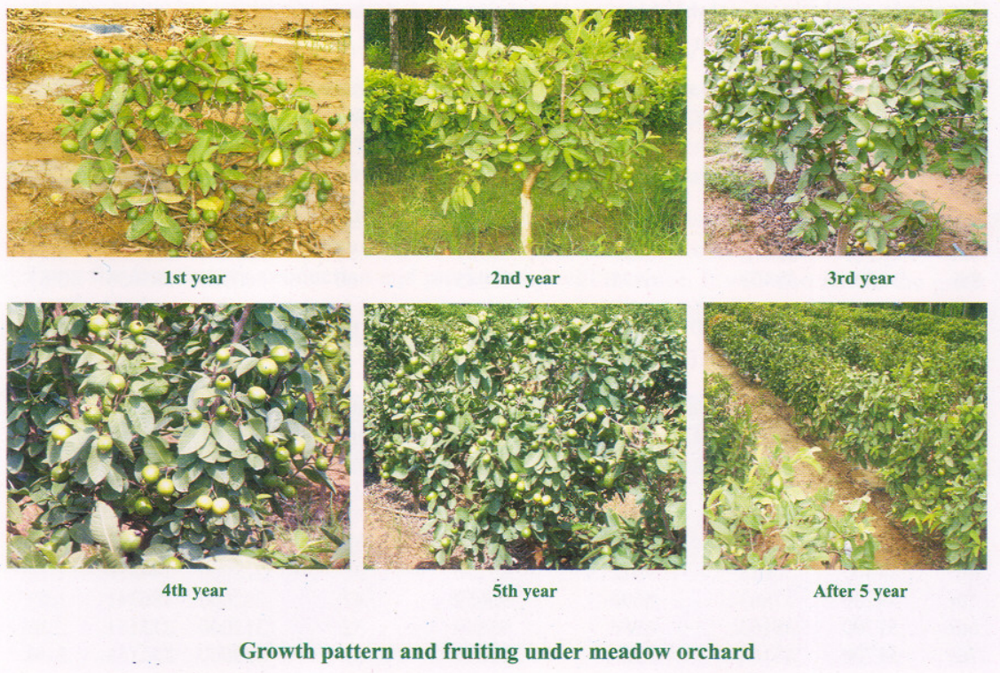 1st year
2nd year
3rd year
4th year
5th year
After 5 year
Growth pattern and fruiting under meadow orchard